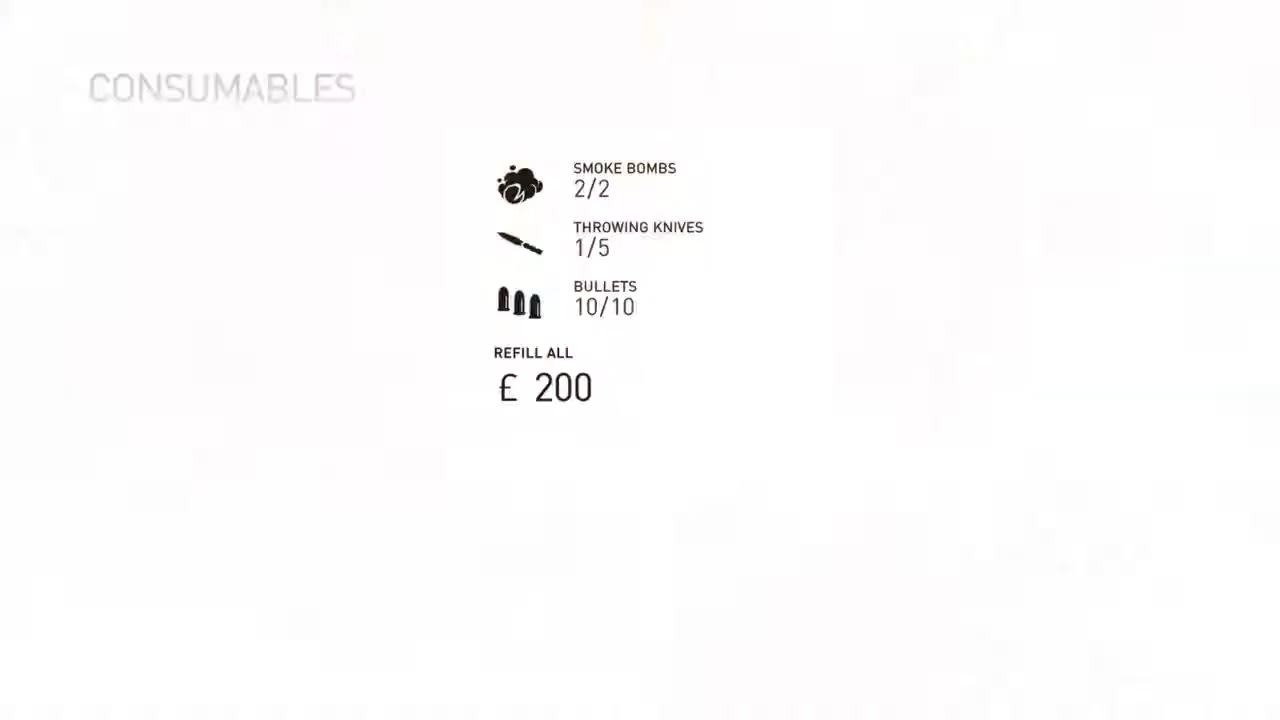 CONSUMABLES
SMOKE BOMBS
2/2
THROWING KNIVES
1/5
BULLETS
10/10
REFILL ALL
£ 200